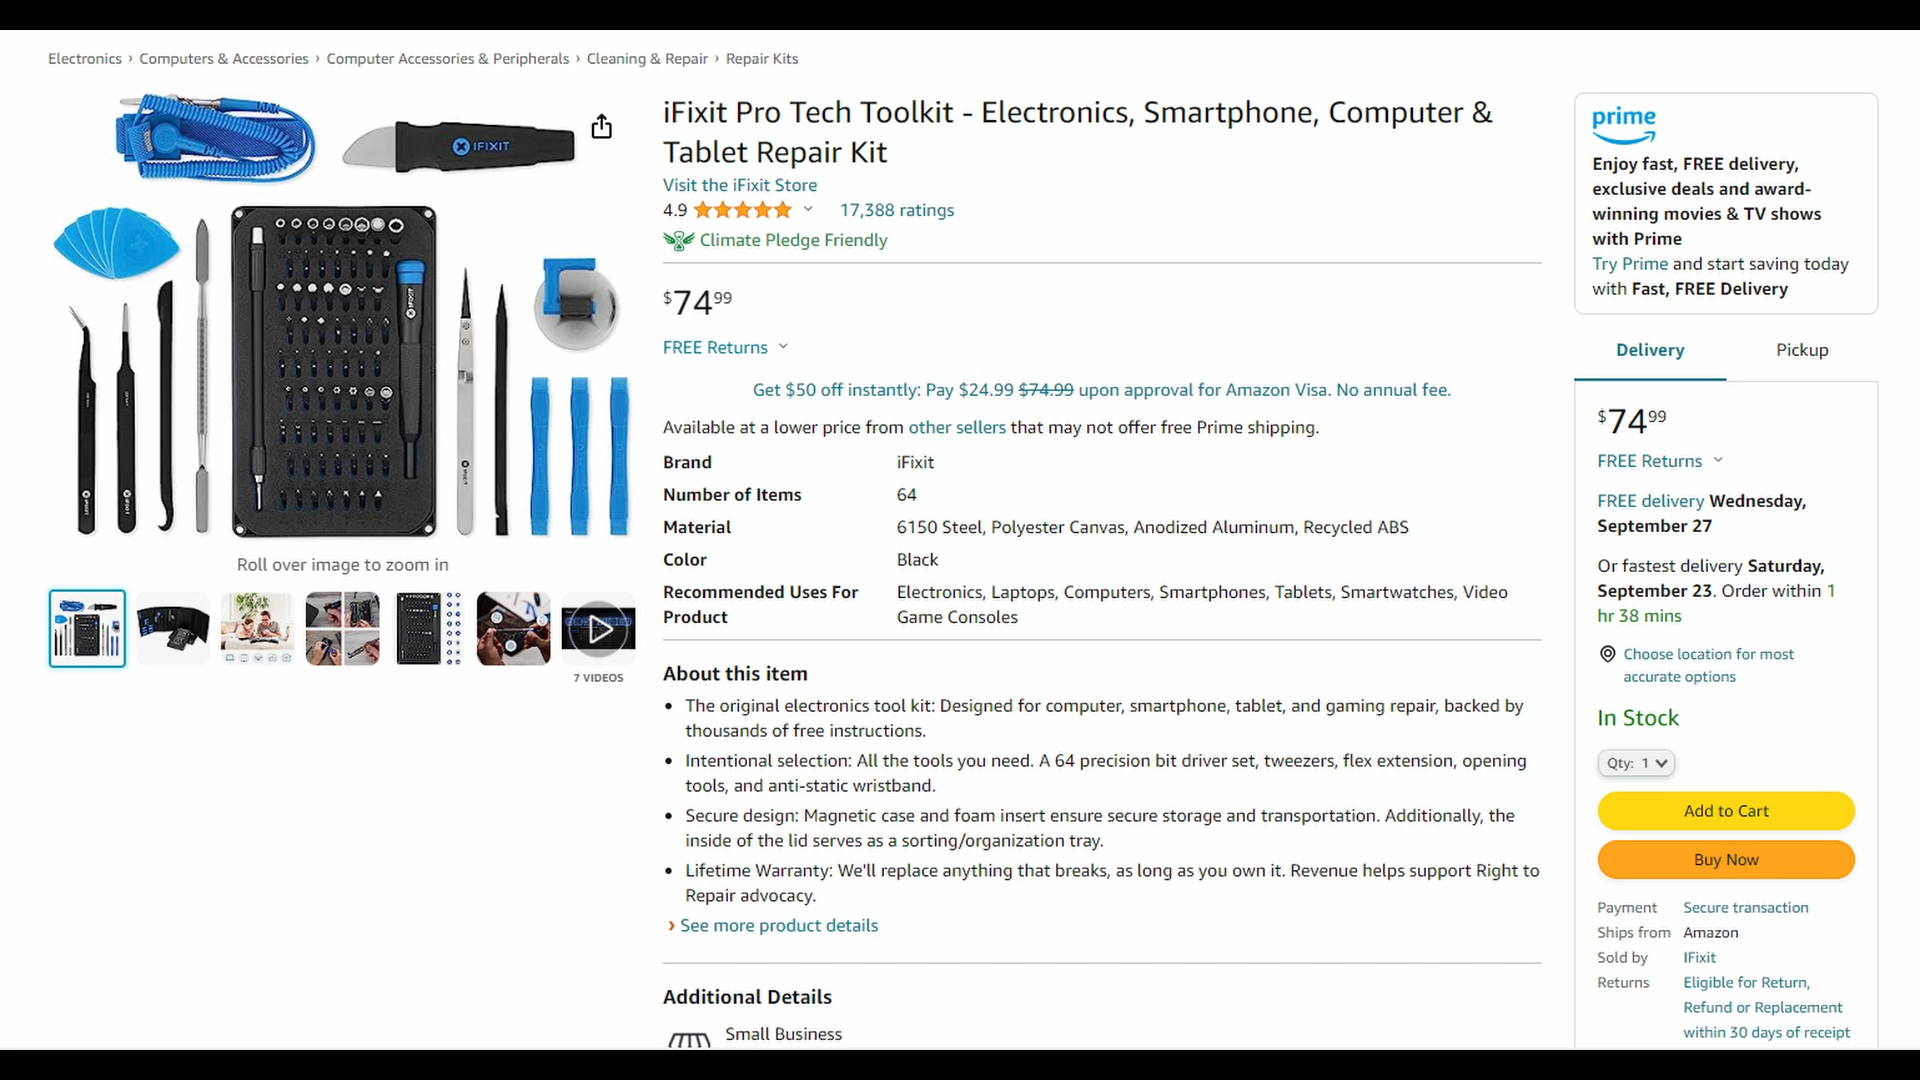 Electronics › Computers & Accessories › Computer Accessories & Peripherals › Cleaning & Repair › Repair Kits
IFIXIT
Roll over image to zoom in
7 VIDEOS
iFixit Pro Tech Toolkit - Electronics, Smartphone, Computer &
Tablet Repair Kit
Visit the iFixit Store
4.9
17,388 ratings
Climate Pledge Friendly
$74 99
FREE Returns
Get $50 off instantly: Pay $24.99 $74.99 upon approval for Amazon Visa. No annual fee.
Available at a lower price from other sellers that may not offer free Prime shipping.
Brand iFixit
Number of Items 64
Material 6150 Steel, Polyester Canvas, Anodized Aluminum, Recycled ABS
Color Black
Recommended Uses For Electronics, Laptops, Computers, Smartphones, Tablets, Smartwatches, Video
Product Game Consoles
About this item
• The original electronics tool kit: Designed for computer, smartphone, tablet, and gaming repair, backed by
thousands of free instructions.
• Intentional selection: All the tools you need. A 64 precision bit driver set, tweezers, flex extension, opening
tools, and anti-static wristband.
• Secure design: Magnetic case and foam insert ensure secure storage and transportation. Additionally, the
inside of the lid serves as a sorting/organization tray.
• Lifetime Warranty: We'll replace anything that breaks, as long as you own it. Revenue helps support Right to
Repair advocacy.
› See more product details
Additional Details
Small Business
prime
Enjoy fast, FREE delivery,
exclusive deals and award-
winning movies & TV shows
with Prime
Try Prime and start saving today
with Fast, FREE Delivery
Delivery
Pickup
$74 99
FREE Returns
FREE delivery Wednesday,
September 27
Or fastest delivery Saturday,
September 23. Order within 1
hr 38 mins
Choose location for most
accurate options
In Stock
Qty: 1
Add to Cart
Buy Now
Payment Secure transaction
Ships from Amazon
Sold by IFixit
Returns Eligible for Return,
Refund or Replacement
within 30 days of receipt